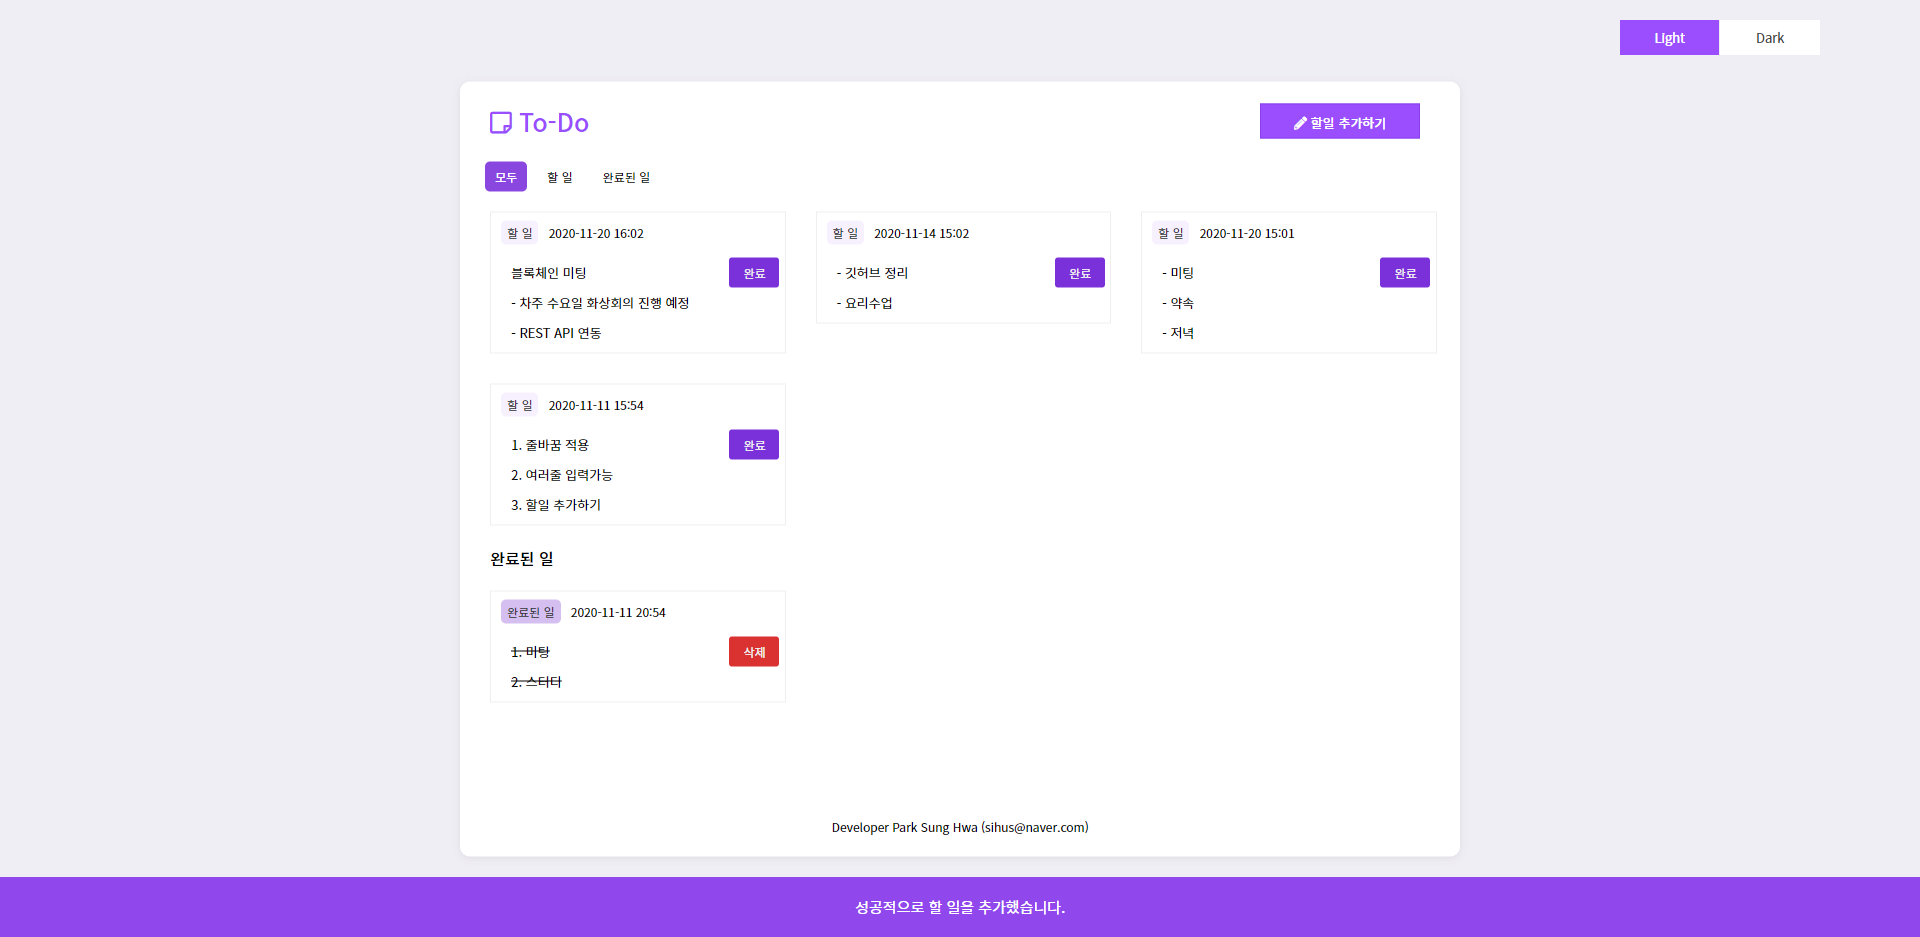 Light
Dark
To-Do
할일 추가하기
모두
할 일
완료된 일
할 일 2020-11-20 16:02
블록체인 미팅
완료
- 차주 수요일 화상회의 진행 예정
- REST API 연동
할 일 2020-11-14 15:02
- 깃허브 정리
완료
- 요리수업
할 일 2020-11-20 15:01
- 미팅
완료
- 약속
- 저녁
할 일 2020-11-11 15:54
1. 줄바꿈 적용
완료
2. 여러줄 입력가능
3. 할일 추가하기
완료된 일
완료된 일 2020-11-11 20:54
1. 마탕
삭제
2. 스타타
Developer Park Sung Hwa (sihus@naver.com)
성공적으로 할 일을 추가했습니다.